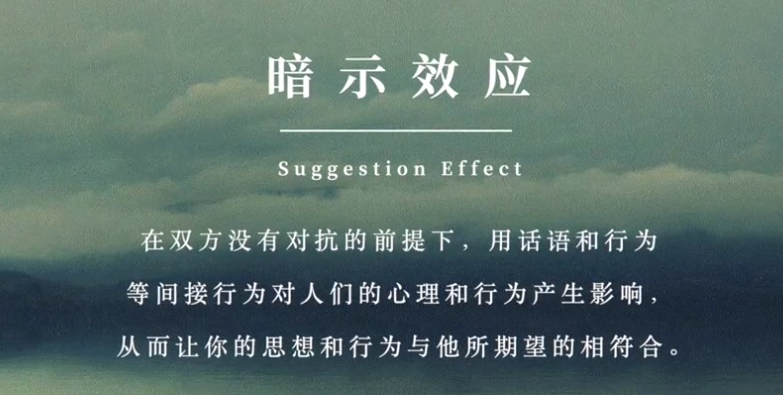 暗示效应
Suggestion Effect
在双方没有对抗的前提下，用话语和行为
等间接行为对人们的心理和行为产生影响，
从而让你的思想和行为与他所期望的相符合。